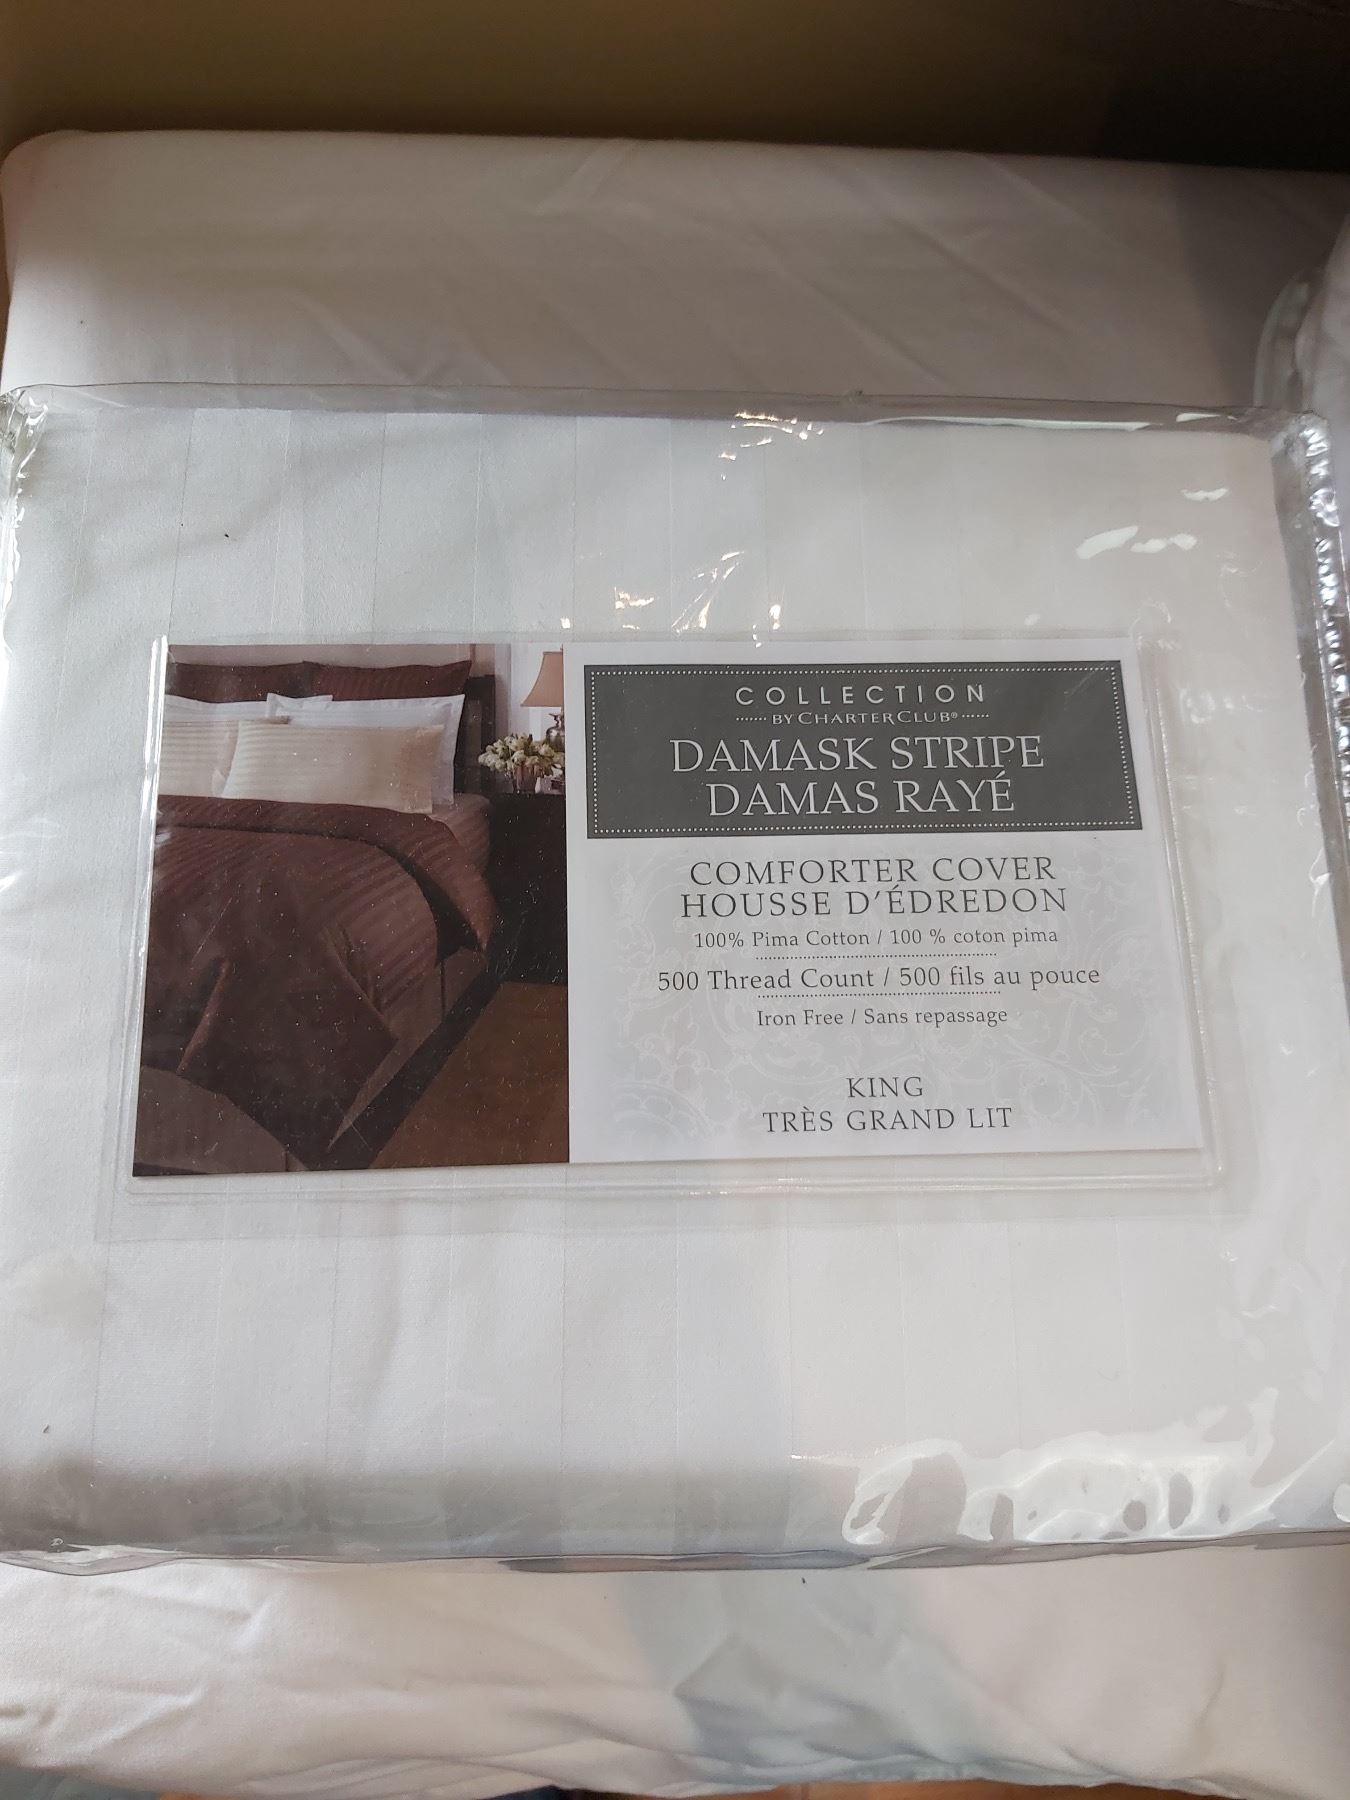 COLLECTION
BY CHARTER CLUB®
DAMASK STRIPE
DAMAS RAYÉ
COMFORTER COVER
HOUSSE D'ÉDREDON
100% Pima Cotton / 100 % coton pima
500 Thread Count / 500 fils au pouce
Iron Free / Sans repassage
KING
TRÈS GRAND LIT